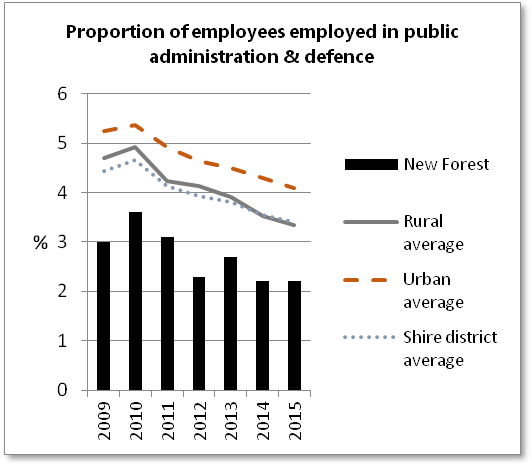 Proportion of employees employed in public
administration & defence
6
5
4
3
2
1
0
%
2009
2010
2011
2012
2013
2014
2015
New Forest
Rural
average
Urban
average
Shire district
average